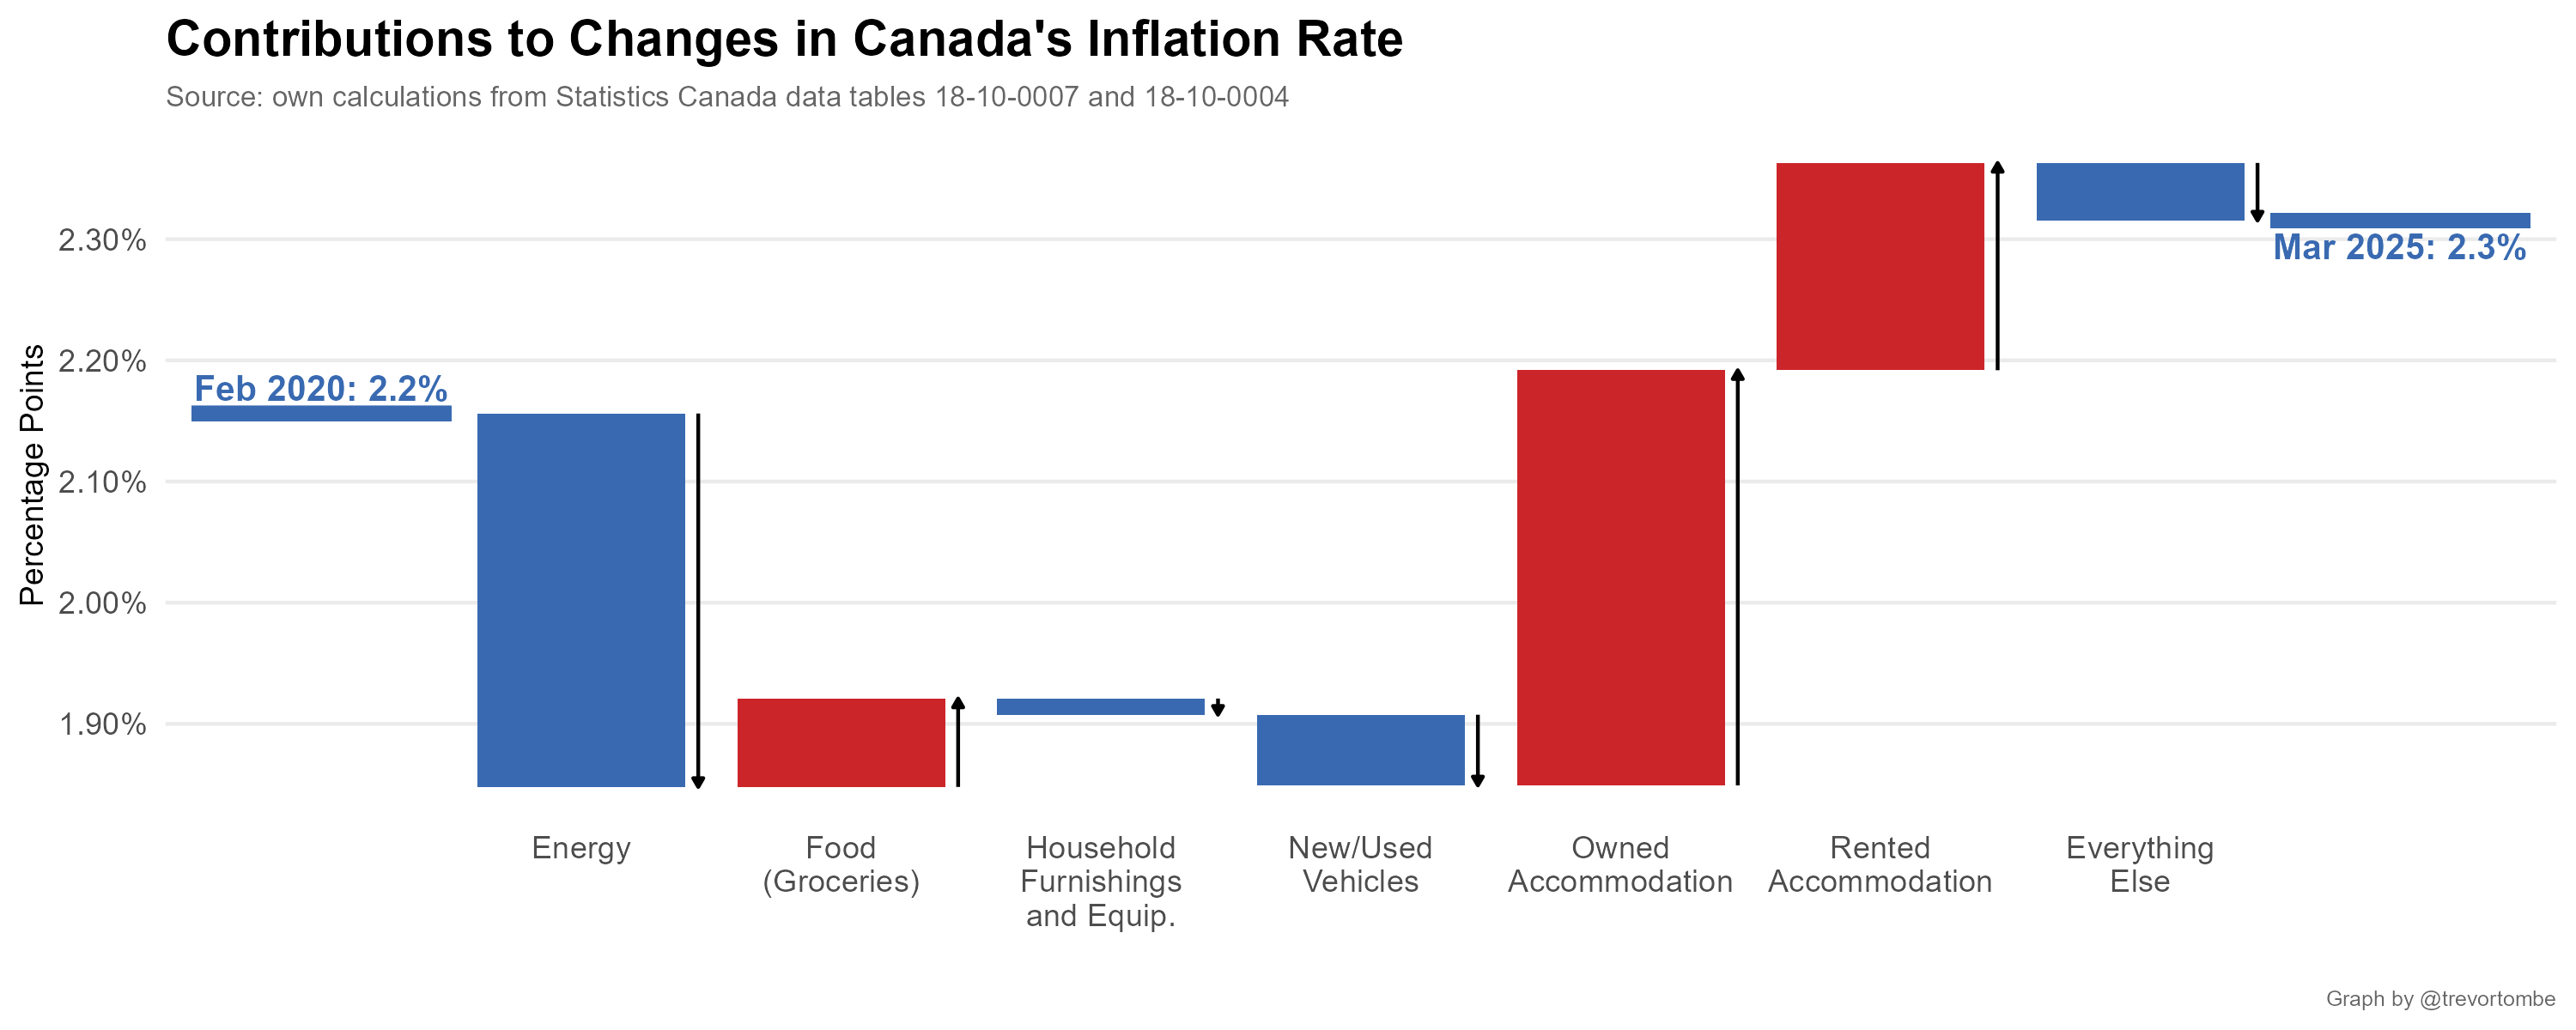 Contributions to Changes in Canada's Inflation Rate
Source: own calculations from Statistics Canada data tables 18-10-0007 and 18-10-0004
Percentage Points
2.30%
2.20%
2.10%
2.00%
1.90%
Feb 2020: 2.2%
Mar 2025: 2.3%
Energy
Food
(Groceries)
Household
Furnishings
and Equip.
New/Used
Vehicles
Owned
Accommodation
Rented
Accommodation
Everything
Else
Graph by @trevortombe